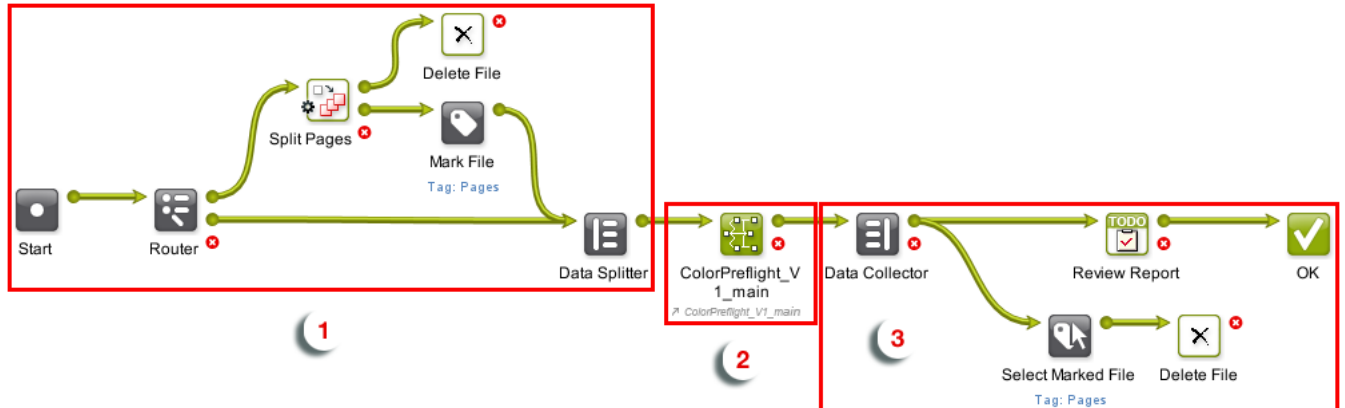 Delete File
Split Pages
Mark File
Tag: Pages
Start
Router
Data Splitter
ColorPreflight_V
1_main
↗ ColorPreflight_V1_main
Data Collector
TODO
Review Report
OK
Select Marked File
Tag: Pages
Delete File
1
2
3